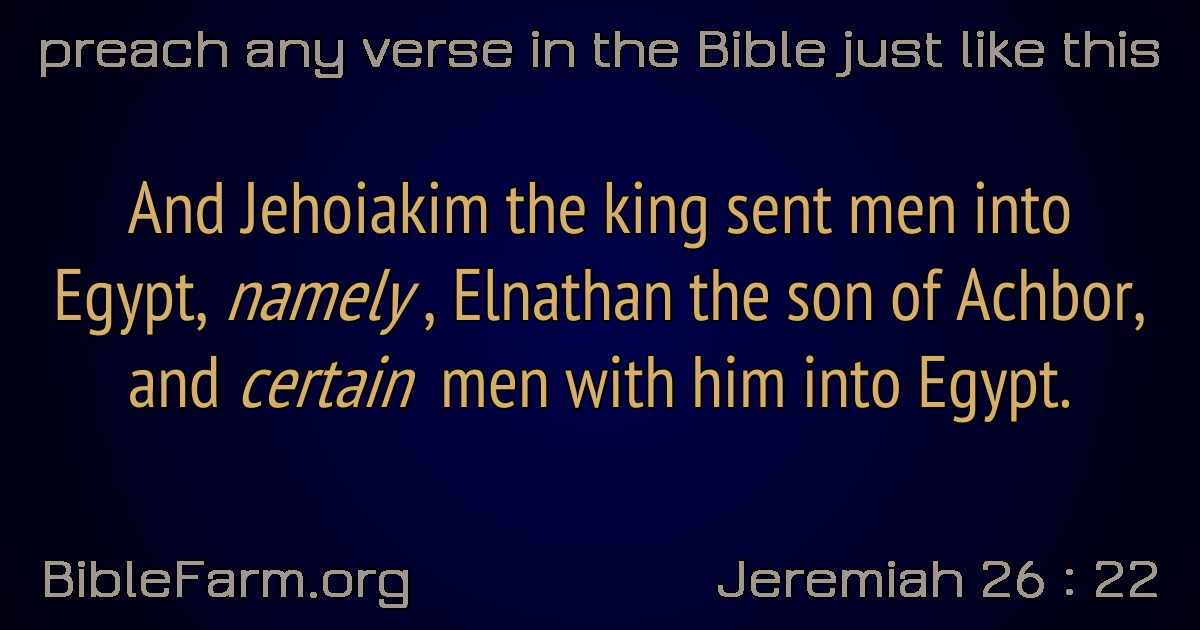 preach any verse in the Bible just like this
And Jehoiakim the king sent men into
Egypt, namely , Elnathan the son of Achbor,
and certain men with him into Egypt.
BibleFarm.org
Jeremiah 26 : 22